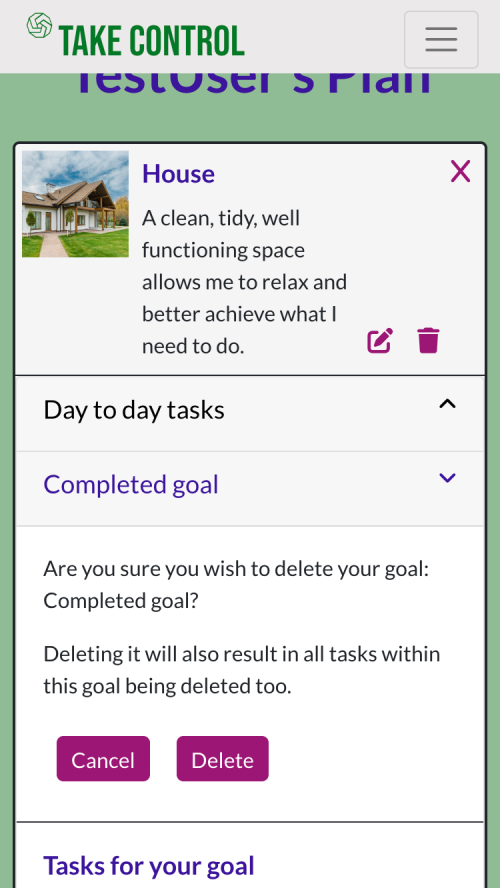 TAKE CONTROL
TestUser's Plan
House
A clean, tidy, well
functioning space
allows me to relax and
better achieve what I
need to do.
Day to day tasks
Completed goal
Are you sure you wish to delete your goal:
Completed goal?
Deleting it will also result in all tasks within
this goal being deleted too.
Cancel Delete
Tasks for your goal